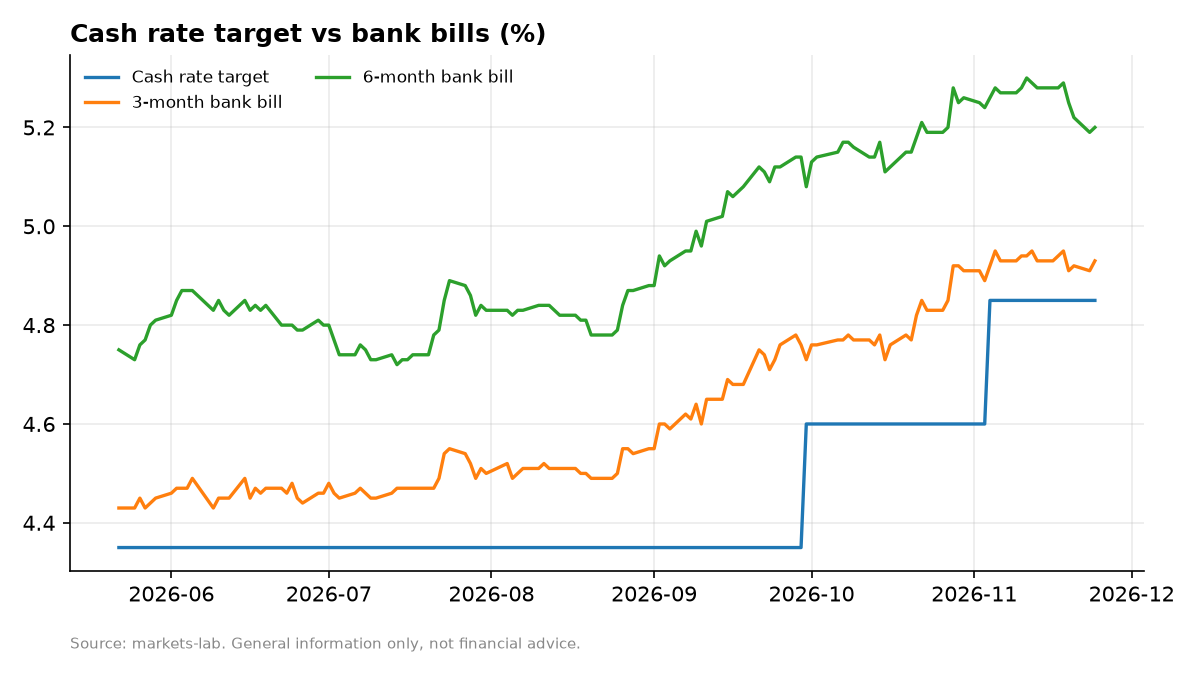 Cash rate target vs bank bills (%)
Cash rate target
3-month bank bill
6-month bank bill
5.2
5.0
4.8
4.6
4.4
2026-06 2026-07 2026-08 2026-09 2026-10 2026-11 2026-12
Source: markets-lab. General information only, not financial advice.